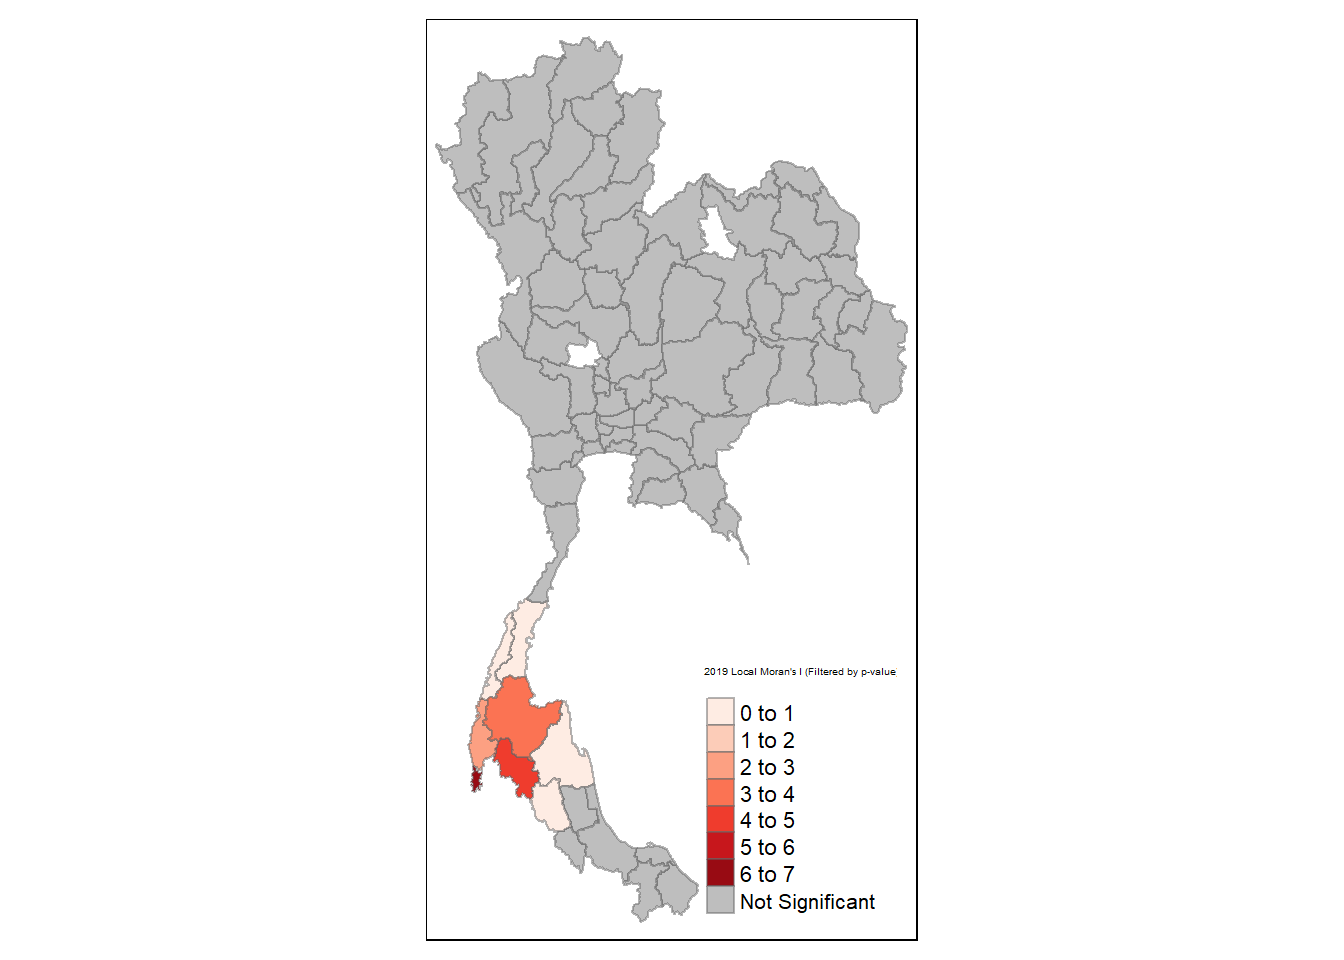 2019 Local Moran's I (Filtered by p-value)
0 to 1
1 to 2
2 to 3
3 to 4
4 to 5
5 to 6
6 to 7
Not Significant